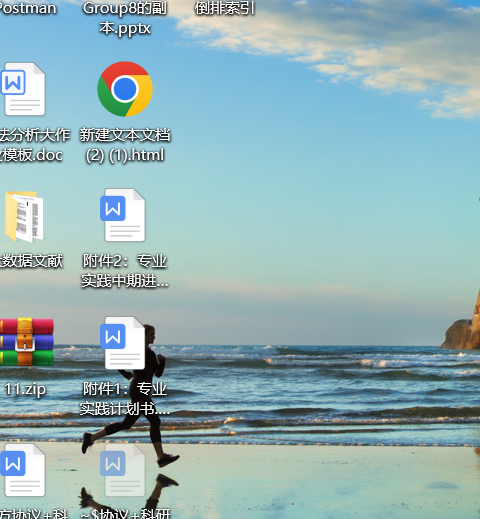 Postman
Group8的副
本.pptx
倒排索引
法分析大作
业模板.doc
新建文本文档
(2) (1).html
数据文献
附件2：专业
实践中期进...
11.zip
附件1：专业
实践计划书....
方协议+科
~$协议+科研